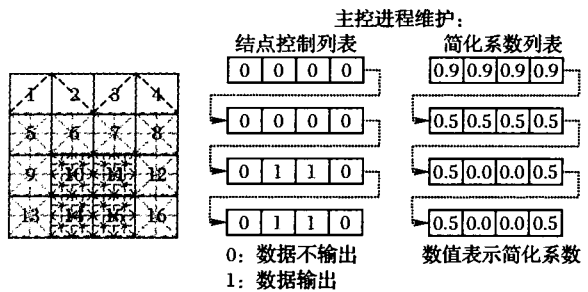 主控进程维护：
结点控制列表
简化系数列表
1 2 3 4
0 0 0 0
0.9 0.9 0.9 0.9
5 6 7 8
0 0 0 0
0.5 0.5 0.5 0.5
9 10 11 12
0 1 1 0
0.5 0.0 0.0 0.5
13 14 15 16
0 1 1 0
0.5 0.0 0.0 0.5
0：数据不输出
数值表示简化系数
1：数据输出